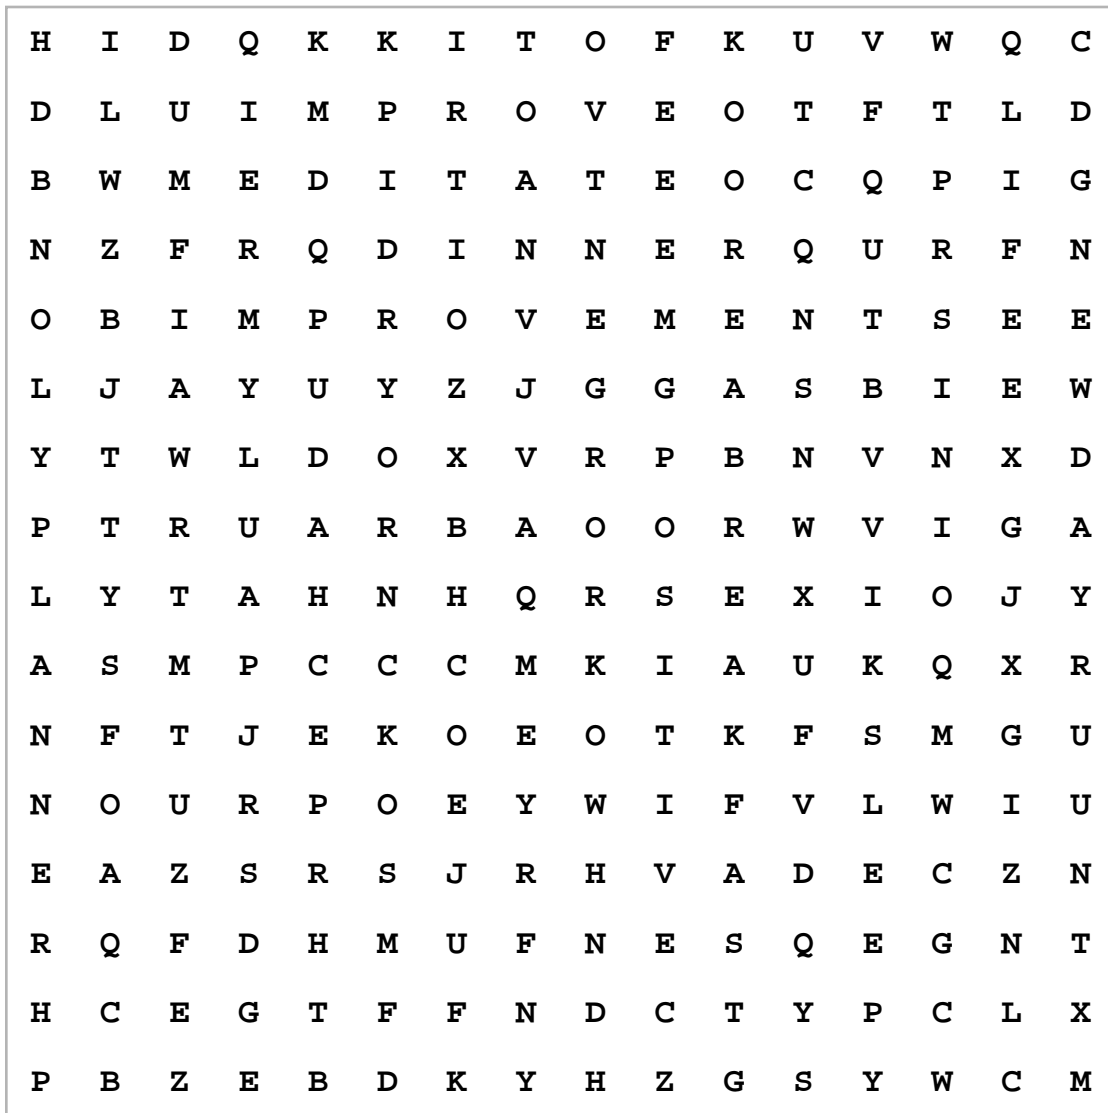 H I D Q K K I T O F K U V W Q C
D L U I M P R O V E O T F T L D
B W M E D I T A T E O C Q P I G
N Z F R Q D I N N E R Q U R F N
O B I M P R O V E M E N T S E E
L J A Y U Y Z J G G A S B I E W
Y T W L D O X V R P B N V N X D
P T R U A R B A O O R W V I G A
L Y T A H N H Q R S E X I O J Y
A S M P C C C M K I A U K Q X R
N F T J E K O E O T K F S M G U
N O U R P O E Y W I F V L W I U
E A Z S R S J R H V A D E C Z N
R Q F D H M U F N E S Q E G N T
H C E G T F F N D C T Y P C L X
P B Z E B D K Y H Z G S Y W C M